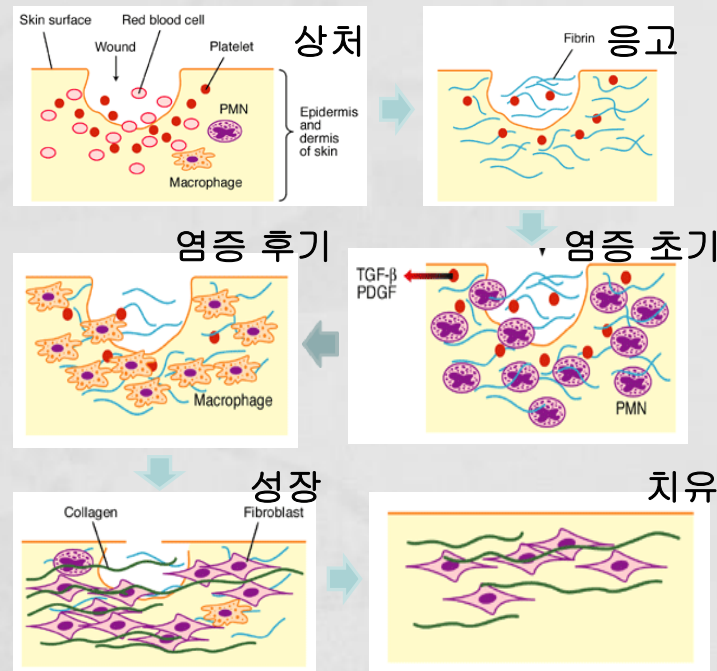 Skin surface
Red blood cell
상처
Wound
Platelet
PMN
Epidermis
and
dermis
of skin
Macrophage
응고
Fibrin
염증 초기
TGF-β
PDGF
PMN
염증 후기
Macrophage
성장
Collagen
Fibroblast
치유